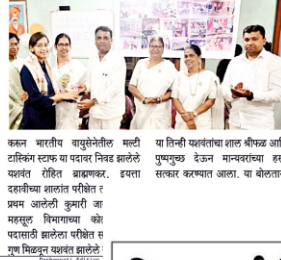 करून भारतीय वायुसेनेतील मल्टी
टास्किंग स्टाफ या पदावर निवड झालेले
यशवंत रोहित ब्राह्मणकर. इयत्ता
दहावीच्या शालांत परीक्षेत
प्रथम आलेली कुमारी
महसूल विभागाच्या
पदासाठी झालेला परीक्षेत
गुण मिळवून यशवंत झालेले
या तिन्ही यशवंतांचा शाल श्रीफळ
पुष्पगुच्छ देऊन मान्यवरांच्या
सत्कार करण्यात आला. या